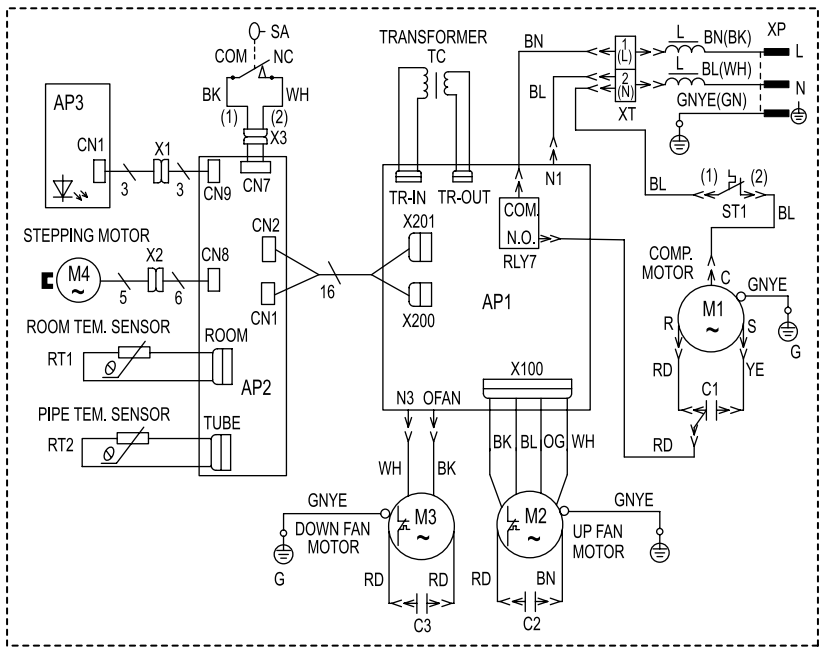 SA
TRANSFORMER
TC
COM
NC
BK
WH
(1)
(2)
X3
AP3
CN1
X1
3
3
CN9
CN7
BN
1
(L)
2
(N)
XT
BL
L
BN(BK)
XP
L
L
BL(WH)
N
GNYE(GN)
TR-IN
TR-OUT
N1
BL
(1)
(2)
ST1
BL
STEPPING MOTOR
M4
~
X2
5
6
CN8
CN2
CN1
16
X201
X200
COM.
N.O.
RLY7
AP1
COMP.
MOTOR
C
M1
~
GNYE
G
R
S
RD
YE
C1
RD
ROOM TEM. SENSOR
RT1
ROOM
AP2
PIPE TEM. SENSOR
RT2
TUBE
X100
N3
OFAN
BK
BL
OG
WH
WH
BK
GNYE
DOWN FAN
MOTOR
G
M3
~
RD
RD
C3
M2
~
GNYE
UP FAN
MOTOR
RD
BN
C2